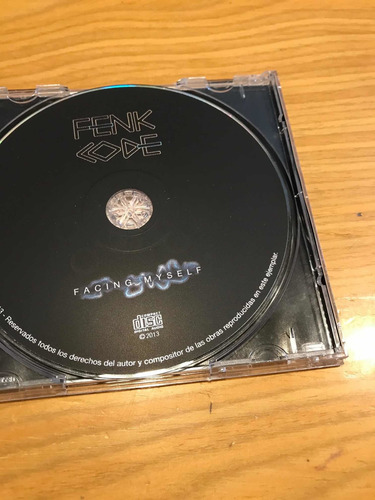 FENK
CODE
FACING MYSELF
COMPACT
disc
DIGITAL AUDIO
© 2013
3 - Reservados todos los derechos del autor y compositor de las obras reproducidas en este ejemplar.